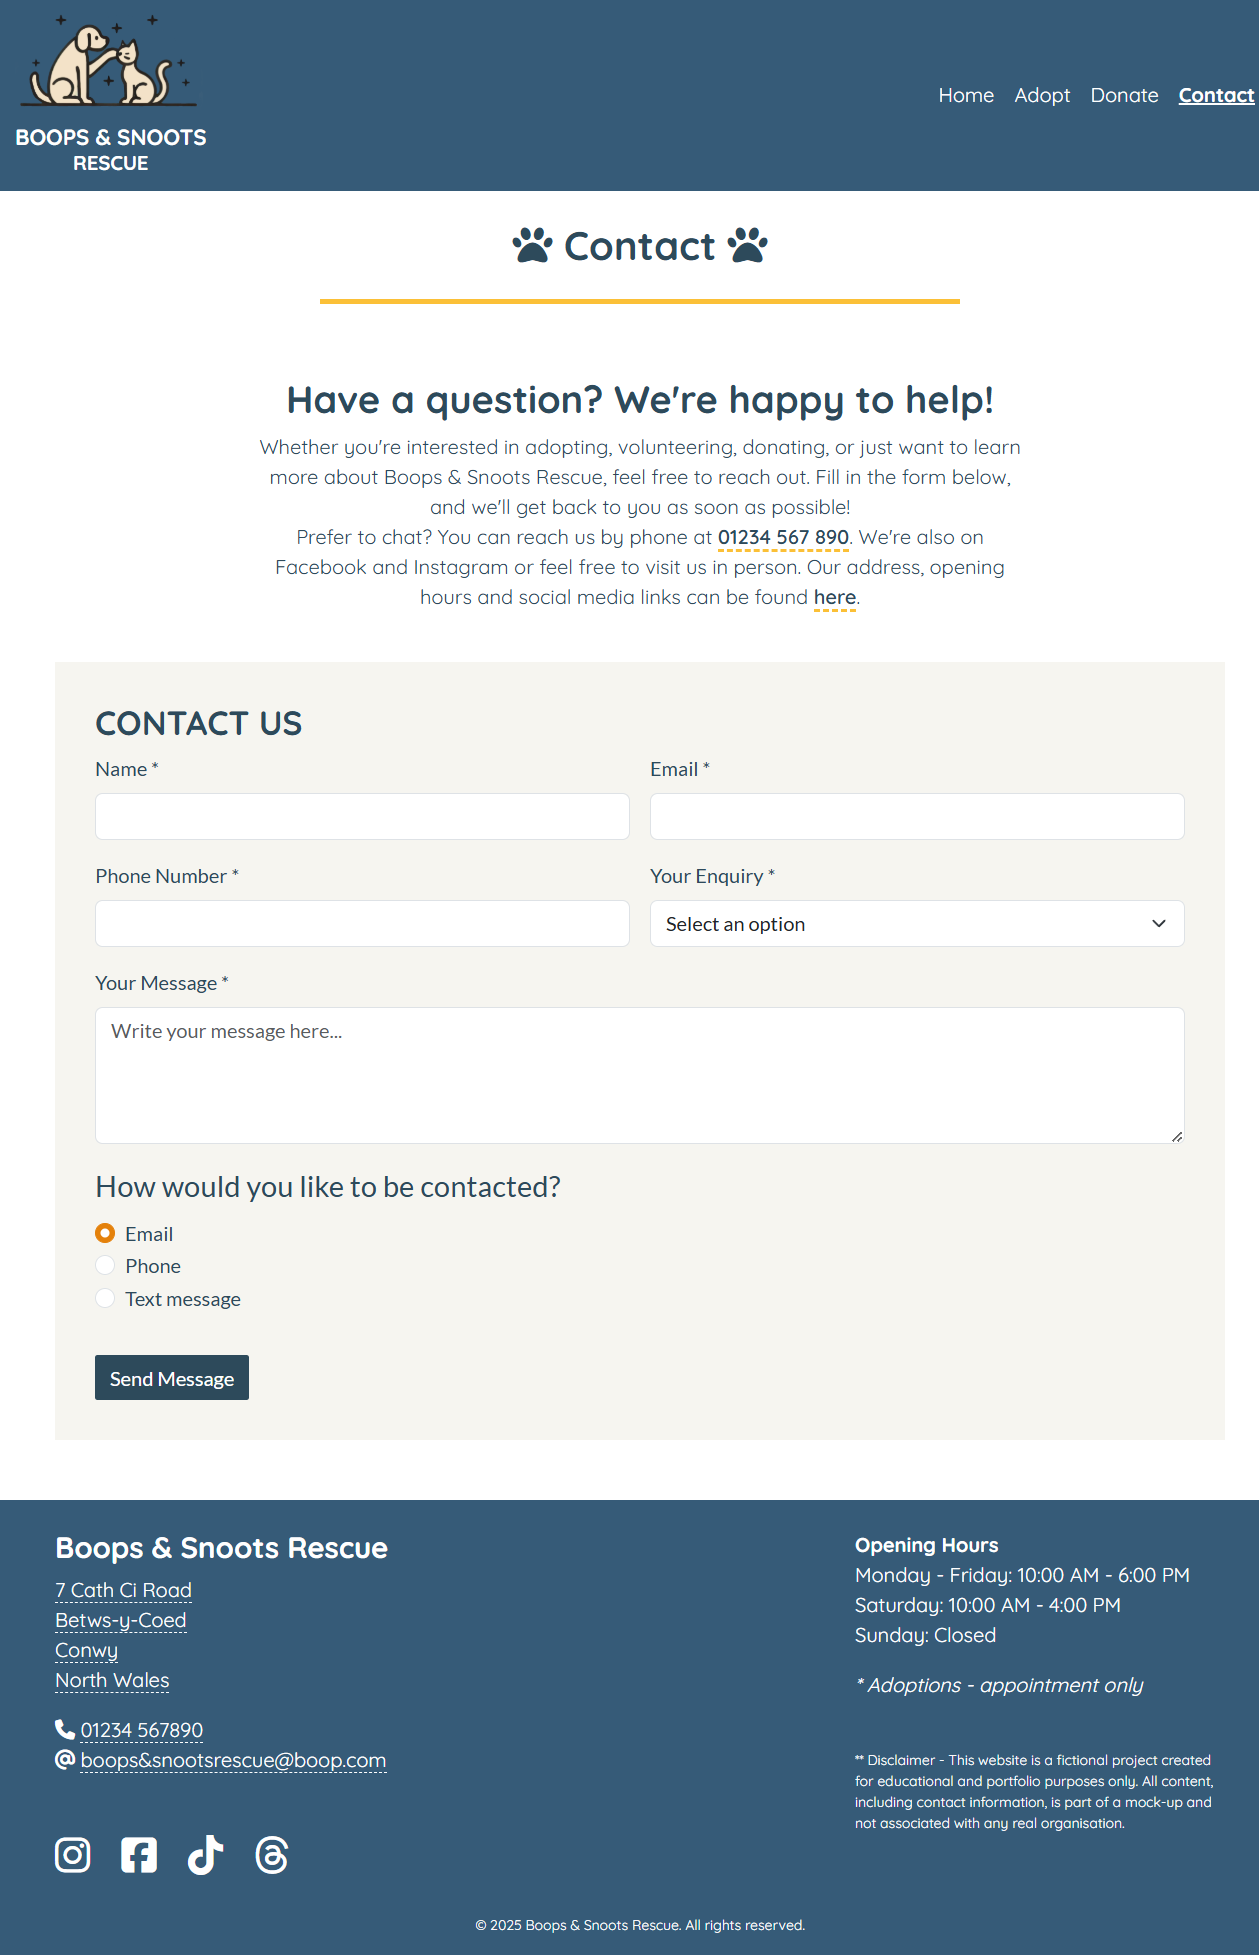 BOOPS & SNOOTS
RESCUE
Home Adopt Donate Contact
Contact
Have a question? We're happy to help!
Whether you're interested in adopting, volunteering, donating, or just want to learn
more about Boops & Snoots Rescue, feel free to reach out. Fill in the form below,
and we'll get back to you as soon as possible!
Prefer to chat? You can reach us by phone at 01234 567 890. We're also on
Facebook and Instagram or feel free to visit us in person. Our address, opening
hours and social media links can be found here.
CONTACT US
Name *
Email *
Phone Number *
Your Enquiry *
Select an option
Your Message *
Write your message here...
How would you like to be contacted?
Email
Phone
Text message
Send Message
Boops & Snoots Rescue
7 Cath Ci Road
Betws-y-Coed
Conwy
North Wales
01234 567890
boops&snootsrescue@boop.com
Opening Hours
Monday - Friday: 10:00 AM - 6:00 PM
Saturday: 10:00 AM - 4:00 PM
Sunday: Closed
* Adoptions - appointment only
** Disclaimer - This website is a fictional project created
for educational and portfolio purposes only. All content,
including contact information, is part of a mock-up and
not associated with any real organisation.
© 2025 Boops & Snoots Rescue. All rights reserved.